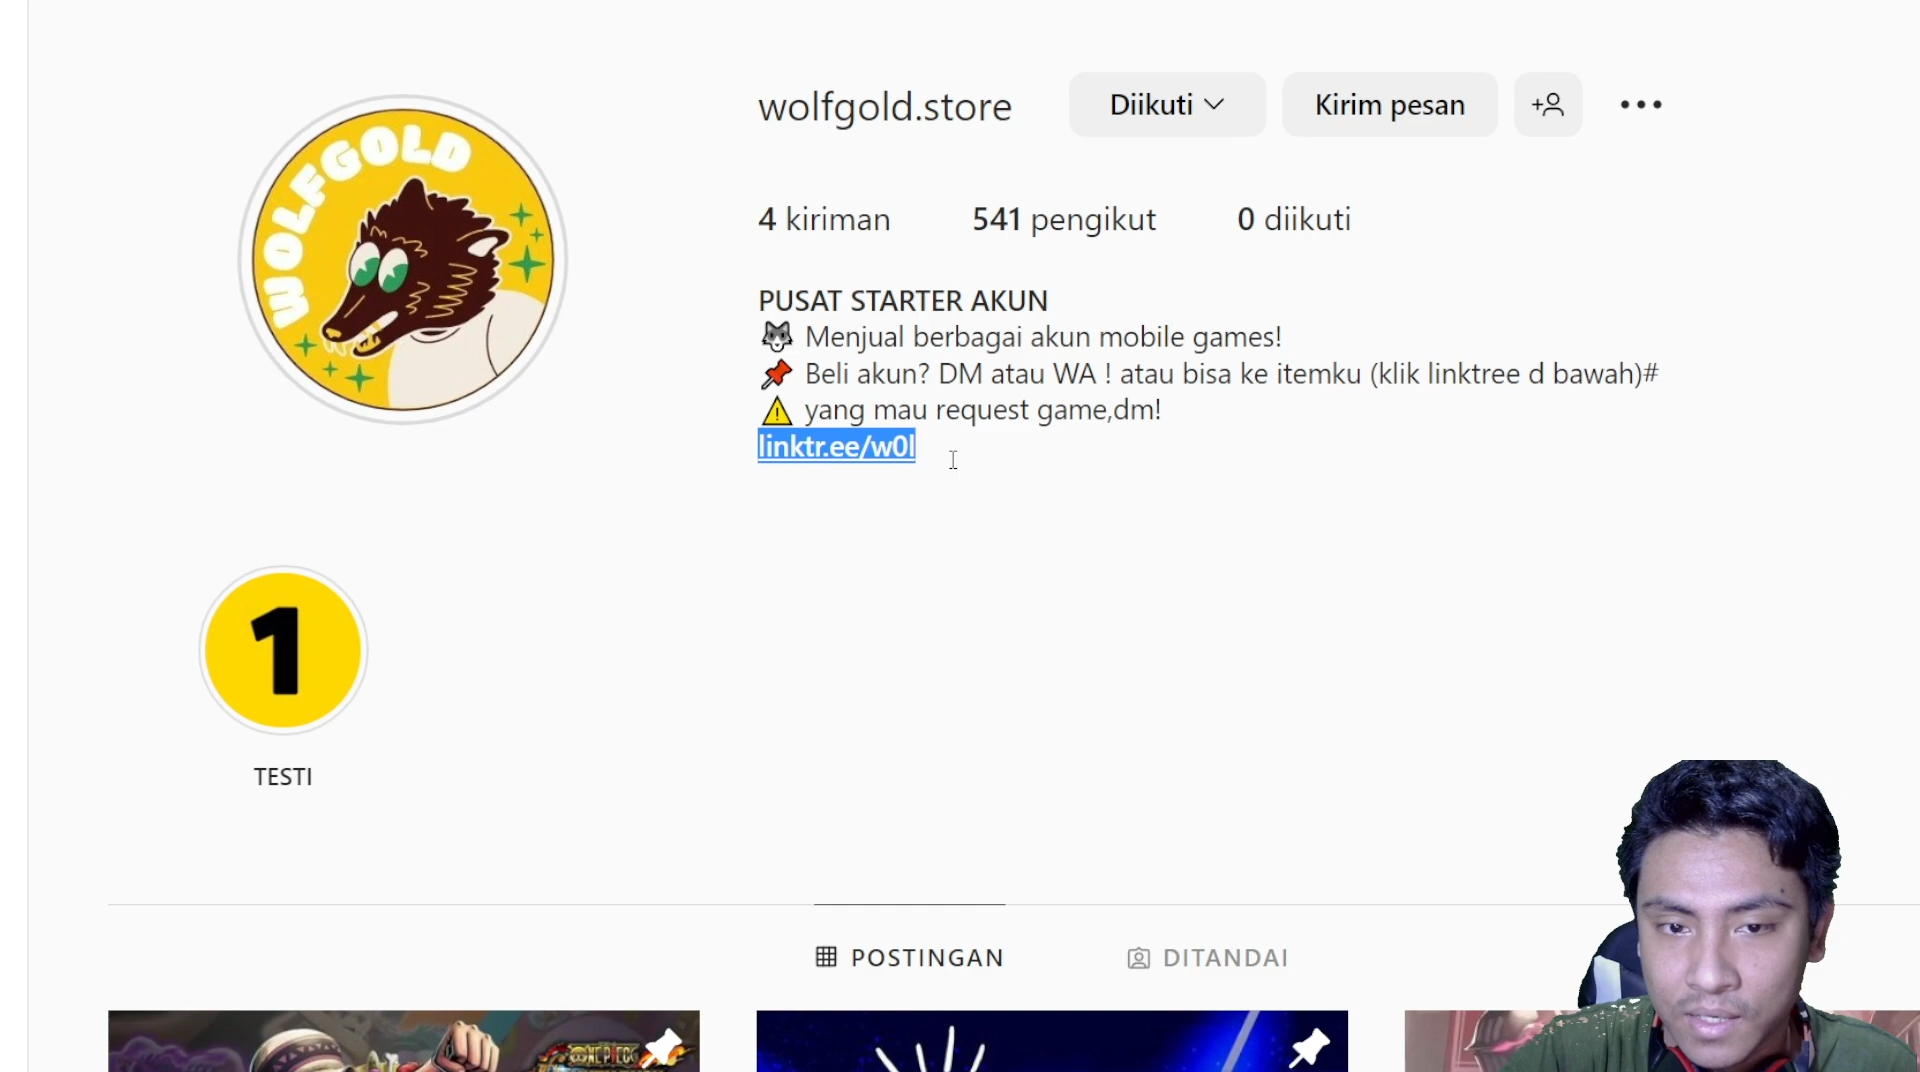 WOLFGOLD
wolfgold.store
Diikuti
Kirim pesan
4 kiriman
541 pengikut
0 diikuti
PUSAT STARTER AKUN
🐺 Menjual berbagai akun mobile games!
📌 Beli akun? DM atau WA ! atau bisa ke itemku (klik linktree d bawah)#
⚠️ yang mau request game,dm!
linktr.ee/w0l
1
TESTI
POSTINGAN
DITANDAI
ONE PIECE